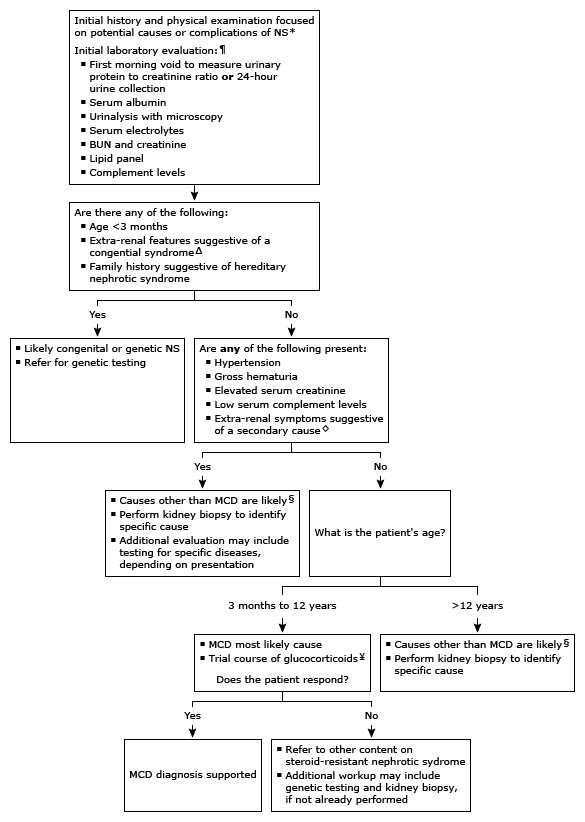 Initial history and physical examination focused
on potential causes or complications of NS*
Initial laboratory evaluation:¶
▪ First morning void to measure urinary
protein to creatinine ratio or 24-hour
urine collection
▪ Serum albumin
▪ Urinalysis with microscopy
▪ Serum electrolytes
▪ BUN and creatinine
▪ Lipid panel
▪ Complement levels
Are there any of the following:
▪ Age <3 months
▪ Extra-renal features suggestive of a
congential syndromeΔ
▪ Family history suggestive of hereditary
nephrotic syndrome
Yes
No
▪ Likely congenital or genetic NS
▪ Refer for genetic testing
Are any of the following present:
▪ Hypertension
▪ Gross hematuria
▪ Elevated serum creatinine
▪ Low serum complement levels
▪ Extra-renal symptoms suggestive
of a secondary cause◇
Yes
No
▪ Causes other than MCD are likely§
▪ Perform kidney biopsy to identify
specific cause
▪ Additional evaluation may include
testing for specific diseases,
depending on presentation
What is the patient's age?
3 months to 12 years
>12 years
▪ MCD most likely cause
▪ Trial course of glucocorticoids¥
Does the patient respond?
▪ Causes other than MCD are likely§
▪ Perform kidney biopsy to identify
specific cause
Yes
No
MCD diagnosis supported
▪ Refer to other content on
steroid-resistant nephrotic sydrome
▪ Additional workup may include
genetic testing and kidney biopsy,
if not already performed